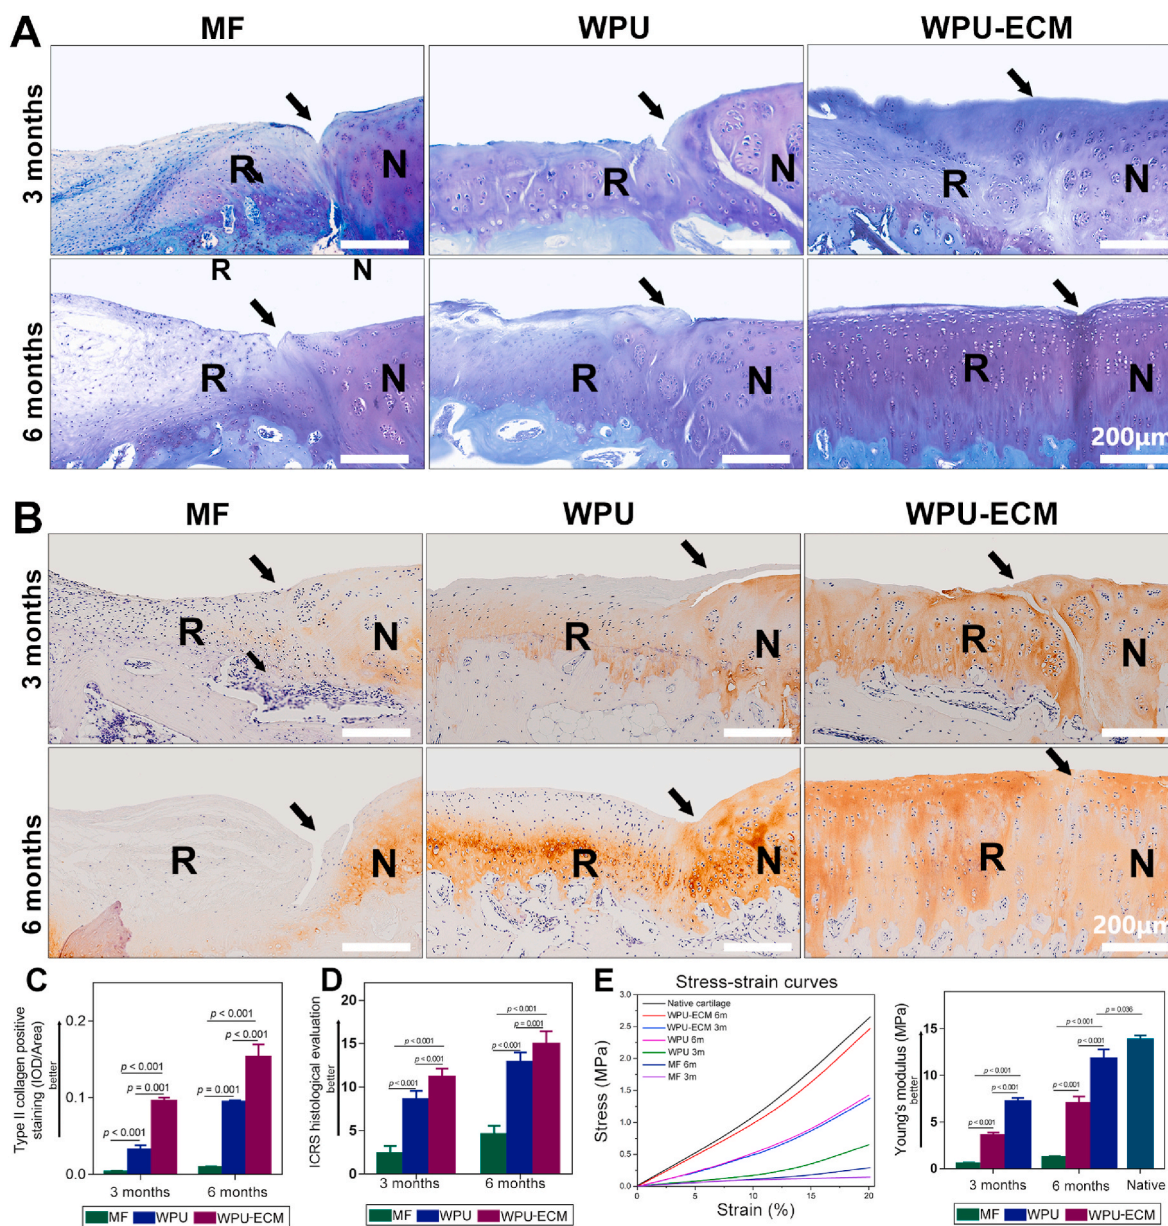 A
MF
WPU
WPU-ECM
3 months
R
N
R
N
R
N
R
N
6 months
R
N
R
N
R
N
200µm
B
MF
WPU
WPU-ECM
3 months
R
N
R
N
R
N
6 months
R
N
R
N
R
N
200µm
C
Type II collagen positive
staining (IOD/Area)
better
0.2
0.1
0.0
p < 0.001
p = 0.001
p < 0.001
p < 0.001
p < 0.001
p = 0.001
3 months
6 months
MF
WPU
WPU-ECM
D
ICRS histological evaluation
better
20
15
10
5
0
p < 0.001
p < 0.001
p < 0.001
p < 0.001
p = 0.001
p < 0.001
3 months
6 months
MF
WPU
WPU-ECM
E
Stress-strain curves
Stress (MPa)
3.0
2.5
2.0
1.5
1.0
0.5
0.0
Native cartilage
WPU-ECM 6m
WPU-ECM 3m
WPU 6m
WPU 3m
MF 6m
MF 3m
0
5
10
15
20
Strain (%)
Young's modulus (MPa)
better
15
10
5
0
p < 0.001
p < 0.001
p < 0.001
p = 0.036
p < 0.001
p < 0.001
p < 0.001
3 months
6 months
Native
MF
WPU
WPU-ECM